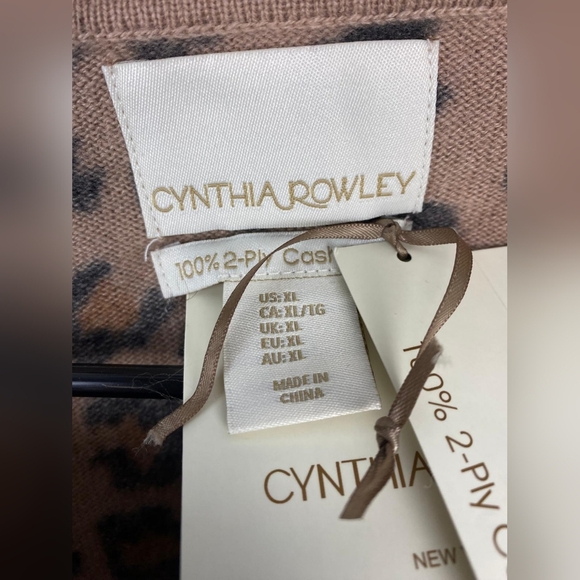 CYNTHIA ROWLEY
100% 2-Ply Cash
US: XL
CA: XL/TG
UK: XL
EU: XL
AU: XL
MADE IN
CHINA
100% 2-Ply C
CYNTHIA
NEW